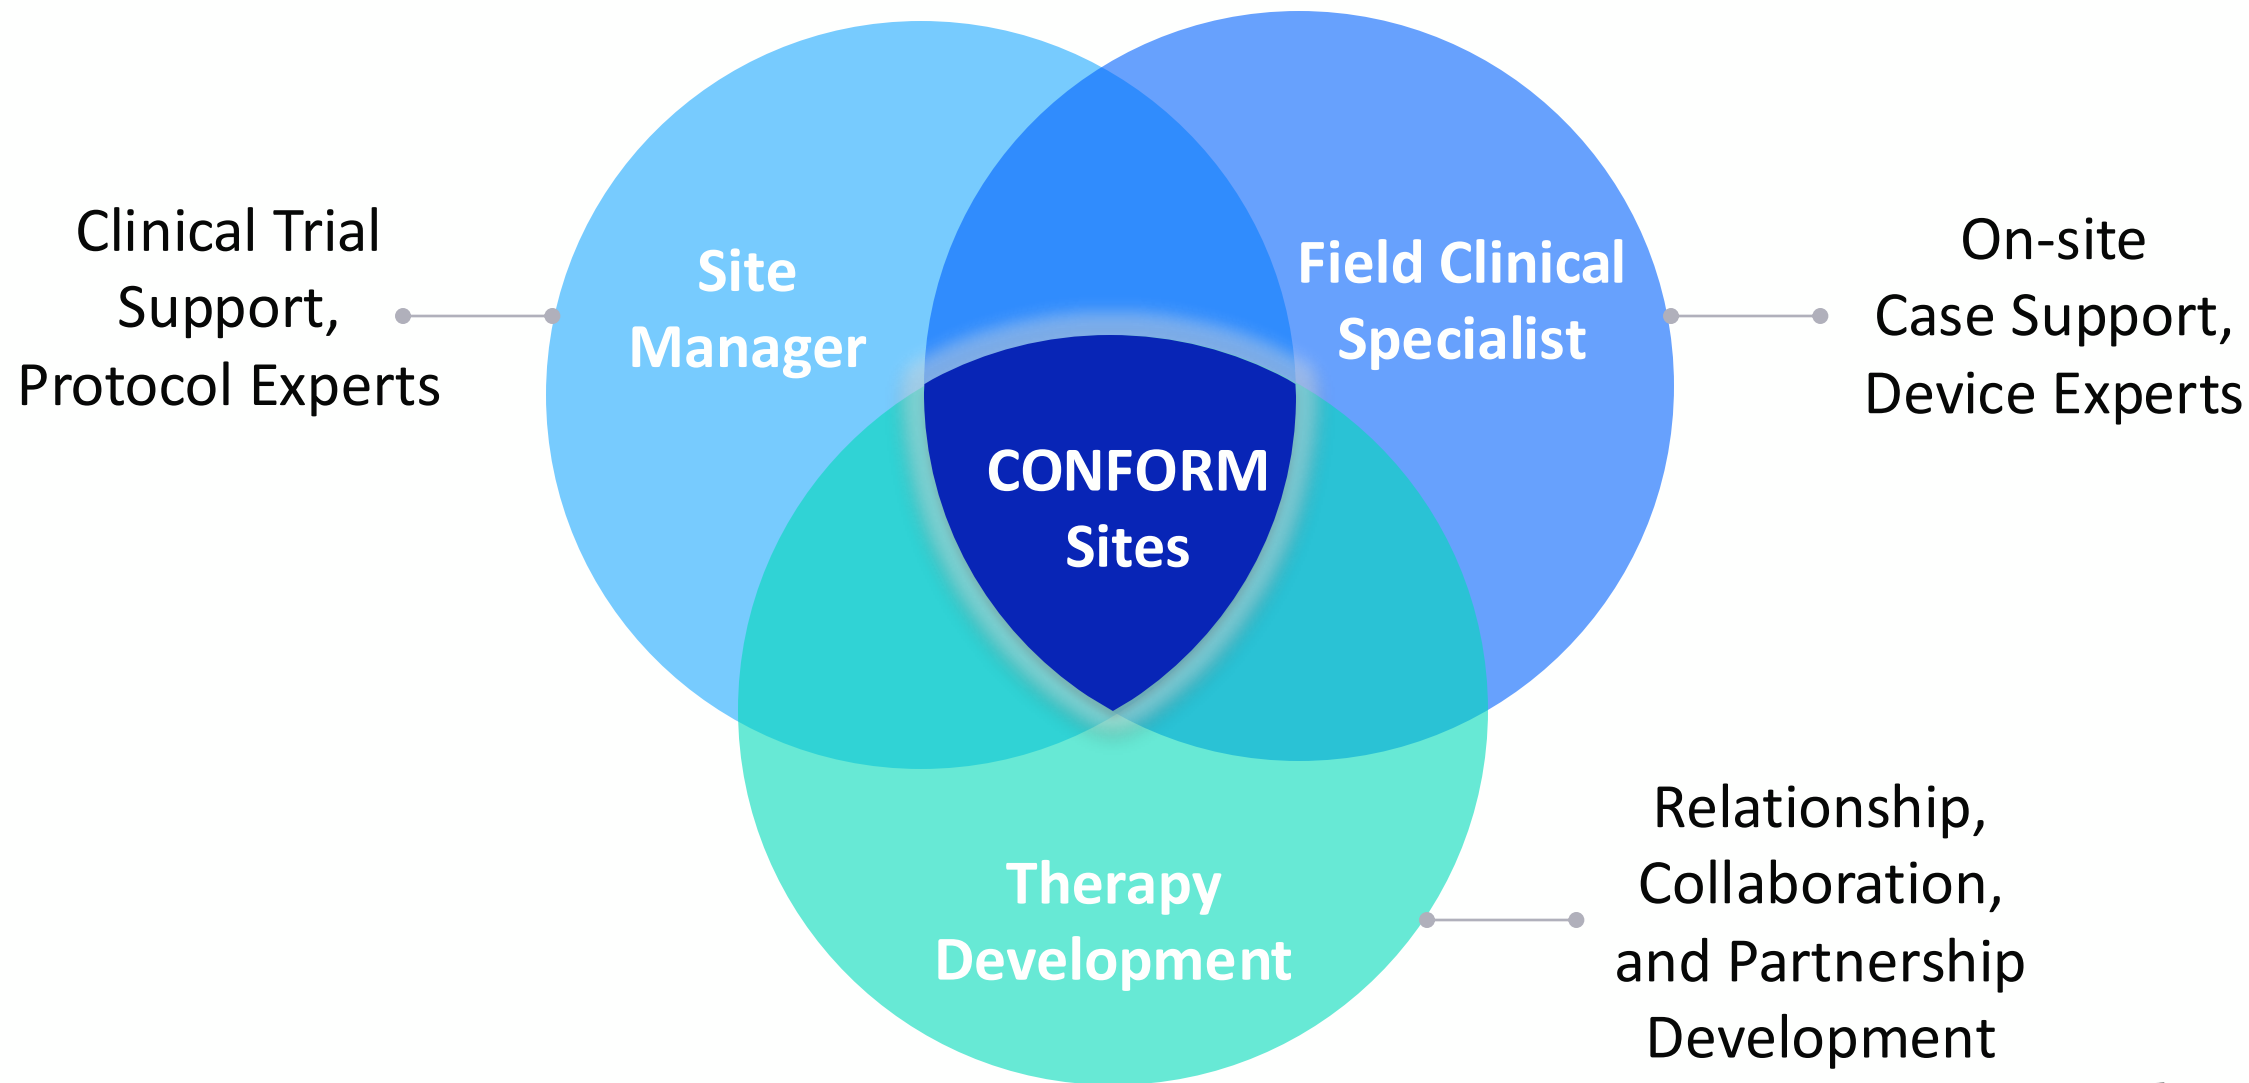 Clinical Trial
Support,
Protocol Experts
Site
Manager
Field Clinical
Specialist
On-site
Case Support,
Device Experts
CONFORM
Sites
Therapy
Development
Relationship,
Collaboration,
and Partnership
Development